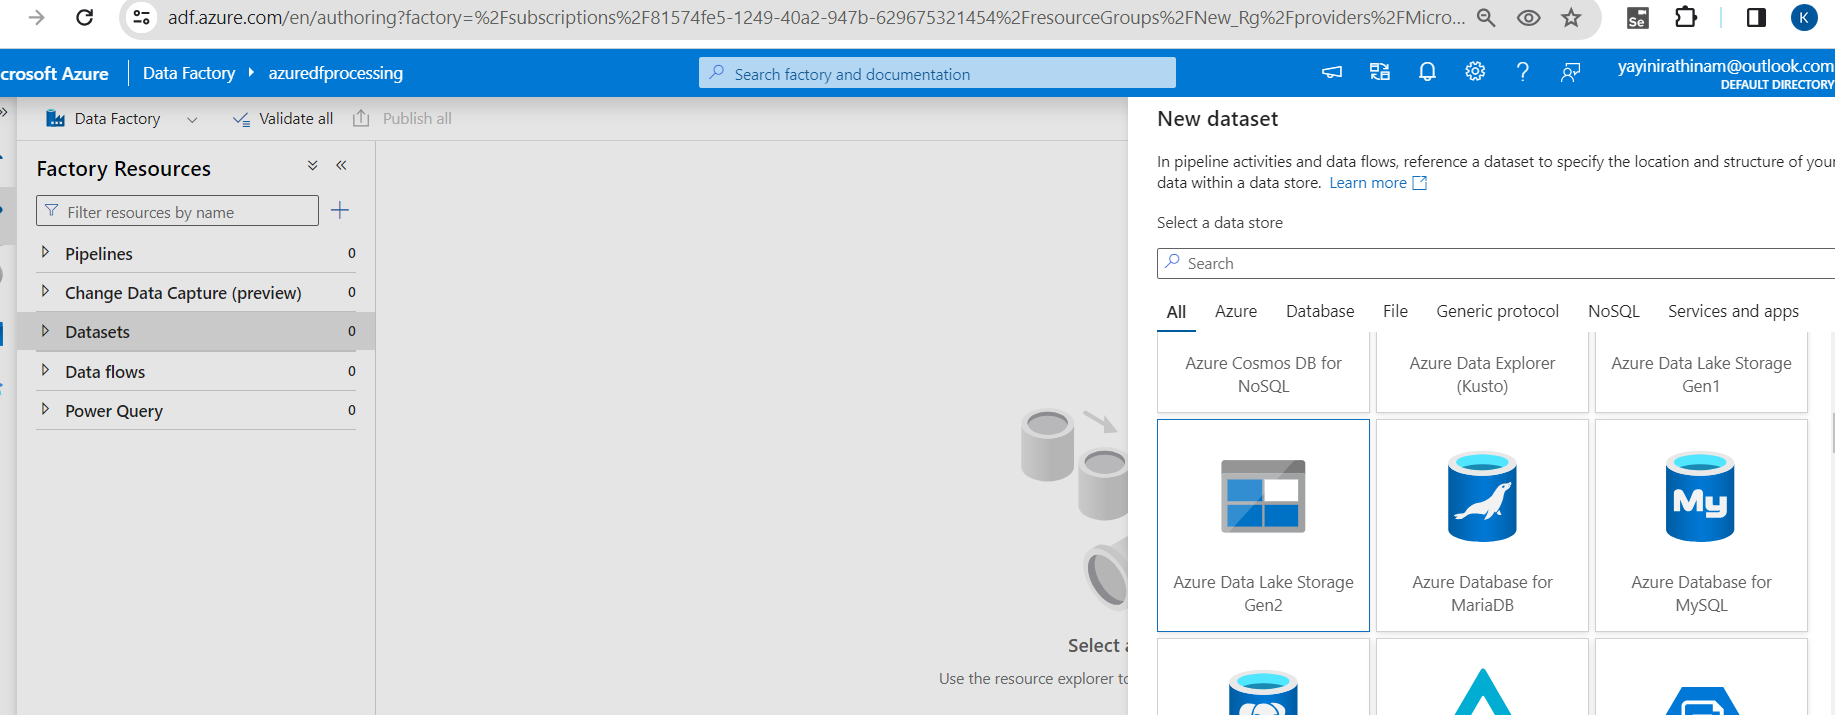 adf.azure.com/en/authoring?factory=%2Fsubscriptions%2F81574fe5-1249-40a2-947b-629675321454%2FresourceGroups%2FNew_Rg%2Fproviders%2FMicro...
Se
K
crosoft Azure
Data Factory
azuredfprocessing
Search factory and documentation
yayinirathinam@outlook.com
DEFAULT DIRECTORY
Data Factory
Validate all
Publish all
Factory Resources
Filter resources by name
Pipelines 0
Change Data Capture (preview) 0
Datasets 0
Data flows 0
Power Query 0
Select a
Use the resource explorer to
New dataset
In pipeline activities and data flows, reference a dataset to specify the location and structure of your
data within a data store. Learn more
Select a data store
Search
All Azure Database File Generic protocol NoSQL Services and apps
Azure Cosmos DB for
NoSQL
Azure Data Explorer
(Kusto)
Azure Data Lake Storage
Gen1
Azure Data Lake Storage
Gen2
Azure Database for
MariaDB
My
Azure Database for
MySQL